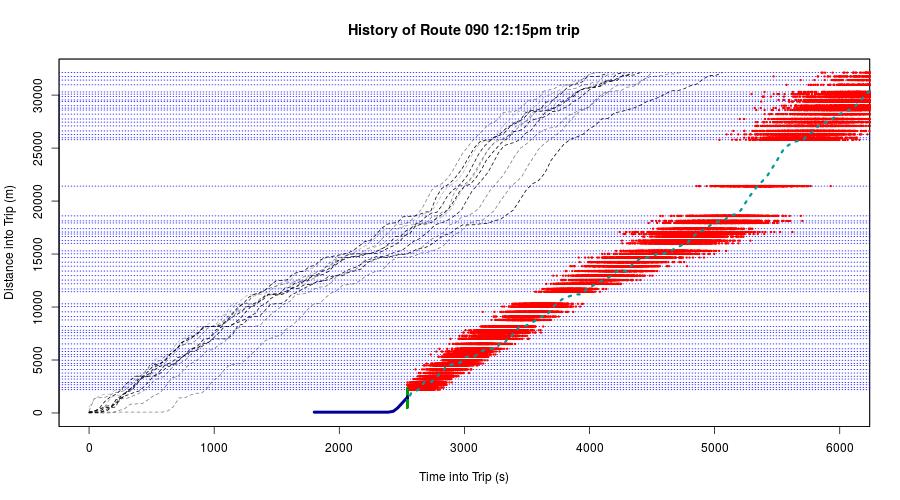 History of Route 090 12:15pm trip
Distance into Trip (m)
30000
25000
20000
15000
10000
5000
0
0 1000 2000 3000 4000 5000 6000
Time into Trip (s)